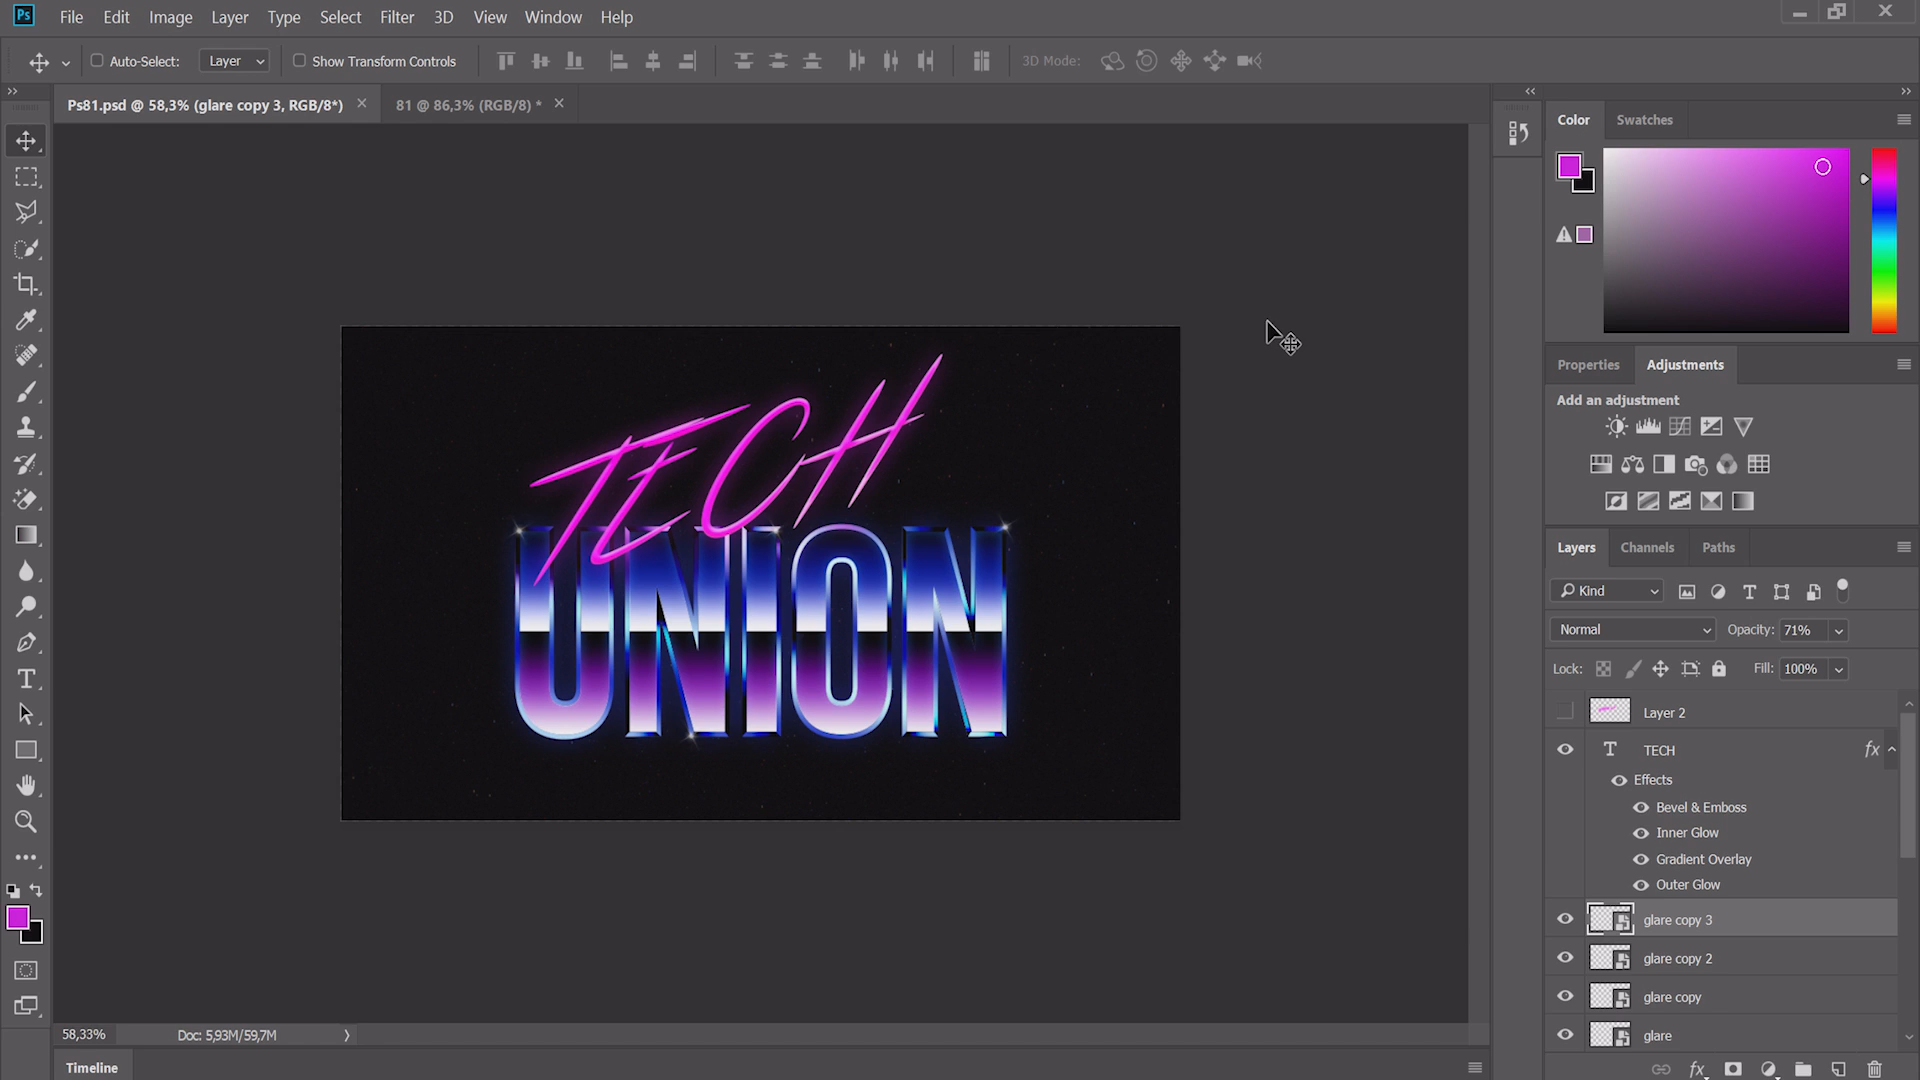 Ps File Edit Image Layer Type Select Filter 3D View Window Help
Auto-Select: Layer Show Transform Controls 3D Mode:
Ps81.psd @ 58,3% (glare copy 3, RGB/8*) × 81 @ 86,3% (RGB/8) * ×
Color Swatches
TECH
UNION
Properties Adjustments
Add an adjustment
Layers Channels Paths
Kind
Normal Opacity: 71%
Lock: Fill: 100%
Layer 2
T TECH fx
Effects
Bevel & Emboss
Inner Glow
Gradient Overlay
Outer Glow
glare copy 3
glare copy 2
glare copy
glare
58,33% Doc: 5,93M/59,7M
Timeline
fx